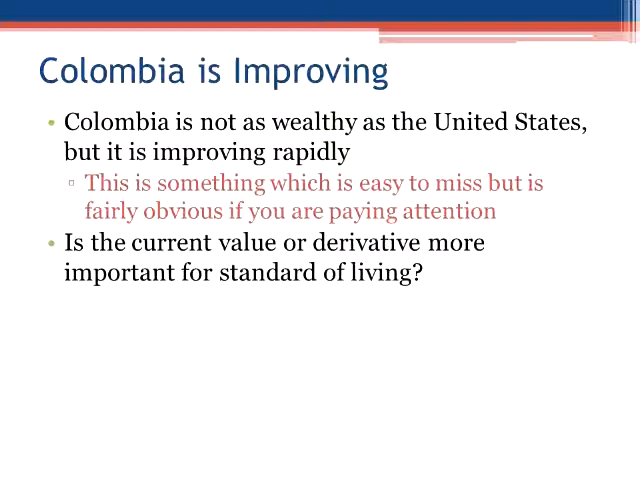 Colombia is Improving
• Colombia is not as wealthy as the United States,
but it is improving rapidly
▫ This is something which is easy to miss but is
fairly obvious if you are paying attention
• Is the current value or derivative more
important for standard of living?